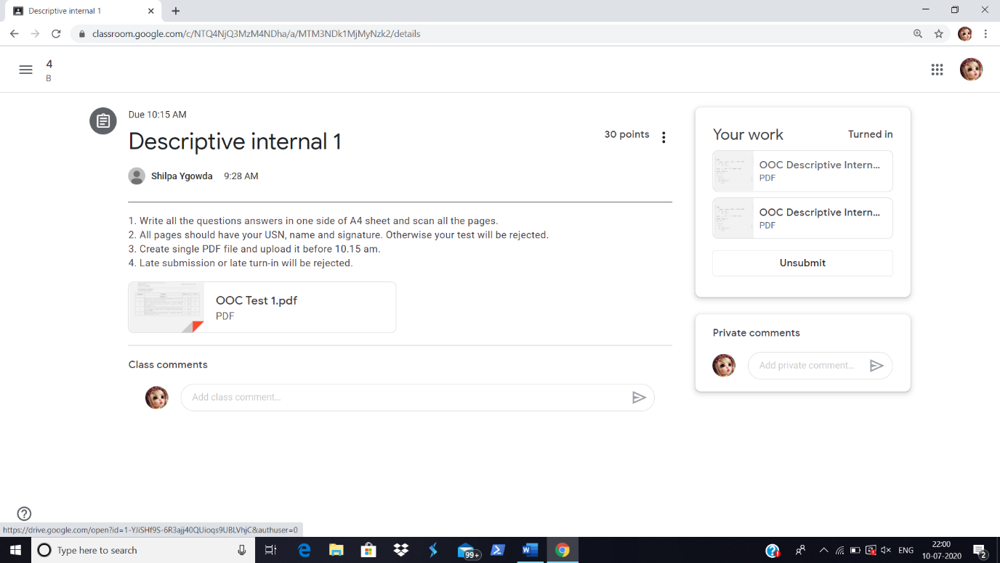 Descriptive internal 1
classroom.google.com/c/NTQ4NjQ3MzM4NDha/a/MTM3NDk1MjMyNzk2/details
4
B
Due 10:15 AM
Descriptive internal 1
30 points
Shilpa Ygowda 9:28 AM
1. Write all the questions answers in one side of A4 sheet and scan all the pages.
2. All pages should have your USN, name and signature. Otherwise your test will be rejected.
3. Create single PDF file and upload it before 10.15 am.
4. Late submission or late turn-in will be rejected.
OOC Test 1.pdf
PDF
Class comments
Add class comment...
Your work Turned in
OOC Descriptive Intern...
PDF
OOC Descriptive Intern...
PDF
Unsubmit
Private comments
Add private comment...
https://drive.google.com/open?id=1-YJiSHf9S-6R3ajj40QUioqs9UBLVhjC&authuser=0
Type here to search
99+
ENG
22:00
10-07-2020
2